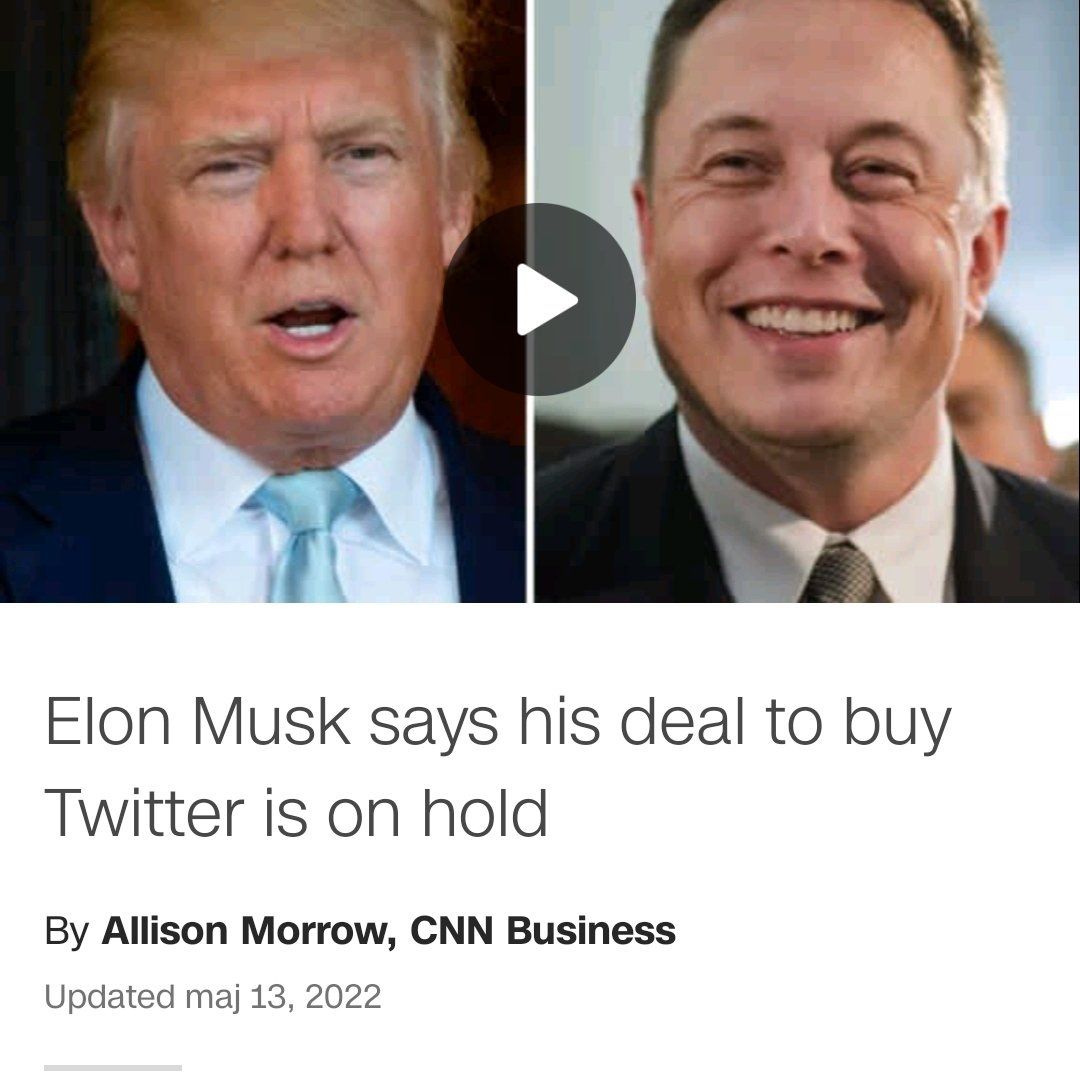 Elon Musk says his deal to buy
Twitter is on hold
By Allison Morrow, CNN Business
Updated maj 13, 2022